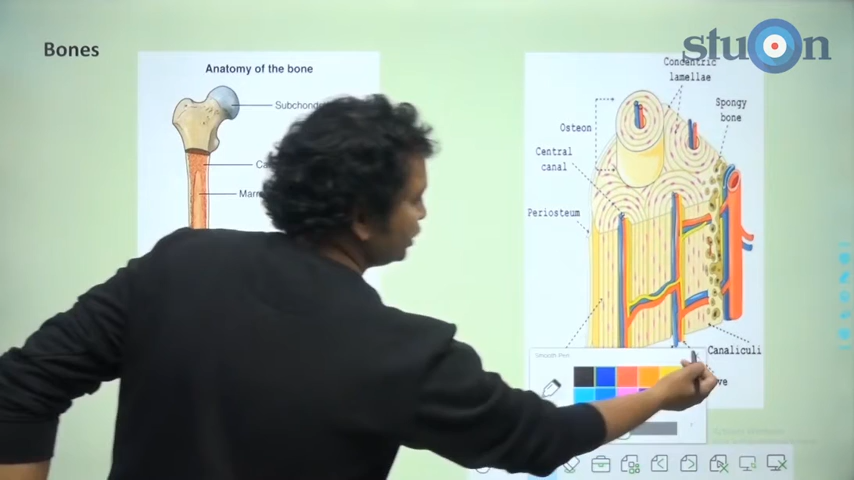 Bones
stuOn
Anatomy of the bone
Subchond
Ca
Mar
Concentric
lamellae
Spongy
bone
Osteon
Central
canal
Periosteum
Canaliculi
ve
Smooth Pen